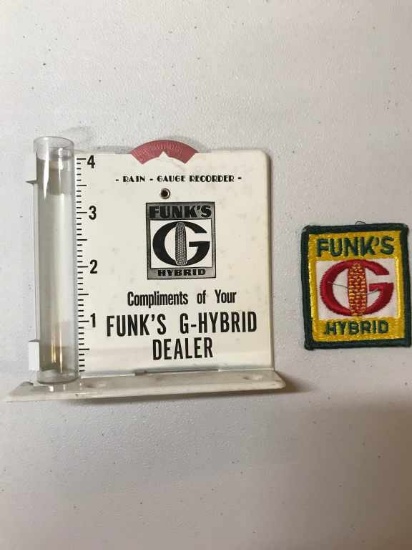 4
- RAIN - GAUGE RECORDER -
3
FUNK'S
G
HYBRID
2
Compliments of Your
1
FUNK'S G-HYBRID
DEALER
FUNK'S
G
HYBRID